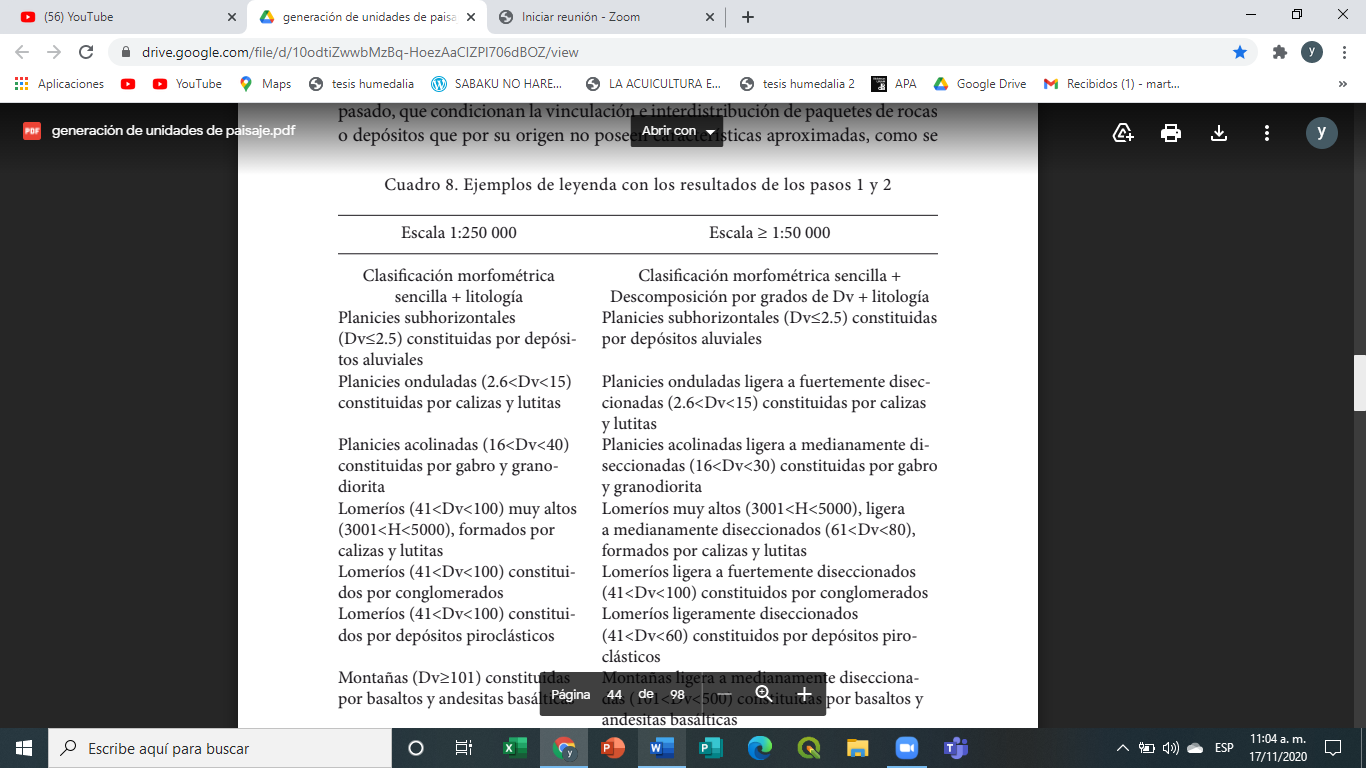 (56) YouTube
generación de unidades de paisa
Iniciar reunión - Zoom
drive.google.com/file/d/10odtiZwwbMzBq-HoezAaCIZPI706dBOZ/view
y
Aplicaciones
YouTube
Maps
tesis humedalia
SABAKU NO HARE...
LA ACUICULTURA E...
tesis humedalia 2
APA
Google Drive
Recibidos (1) - mart...
»
pasado, que condicionan la vinculación e interdistribución de paquetes de rocas
PDF generación de unidades de paisaje.pdf
Abrir con
y
o depósitos que por su origen no poseen características aproximadas, como se
Cuadro 8. Ejemplos de leyenda con los resultados de los pasos 1 y 2
Escala 1:250 000
Escala ≥ 1:50 000
Clasificación morfométrica
sencilla + litología
Clasificación morfométrica sencilla +
Descomposición por grados de Dv + litología
Planicies subhorizontales
(Dv≤2.5) constituidas por depósi-
tos aluviales
Planicies subhorizontales (Dv≤2.5) constituidas
por depósitos aluviales
Planicies onduladas (2.6<Dv<15)
constituidas por calizas y lutitas
Planicies onduladas ligera a fuertemente disec-
cionadas (2.6<Dv<15) constituidas por calizas
y lutitas
Planicies acolinadas (16<Dv<40)
constituidas por gabro y grano-
diorita
Planicies acolinadas ligera a medianamente di-
seccionadas (16<Dv<30) constituidas por gabro
y granodiorita
Lomeríos (41<Dv<100) muy altos
(3001<H<5000), formados por
calizas y lutitas
Lomeríos muy altos (3001<H<5000), ligera
a medianamente diseccionados (61<Dv<80),
formados por calizas y lutitas
Lomeríos (41<Dv<100) constitui-
dos por conglomerados
Lomeríos ligera a fuertemente diseccionados
(41<Dv<100) constituidos por conglomerados
Lomeríos (41<Dv<100) constitui-
dos por depósitos piroclásticos
Lomeríos ligeramente diseccionados
(41<Dv<60) constituidos por depósitos piro-
clásticos
Montañas (Dv≥101) constituidas
por basaltos y andesitas basálticas
Montañas ligera a medianamente disecciona-
das (101<Dv<500) constituidas por basaltos y
andesitas basálticas
Página 44 de 98
Escribe aquí para buscar
ESP
11:04 a. m.
17/11/2020